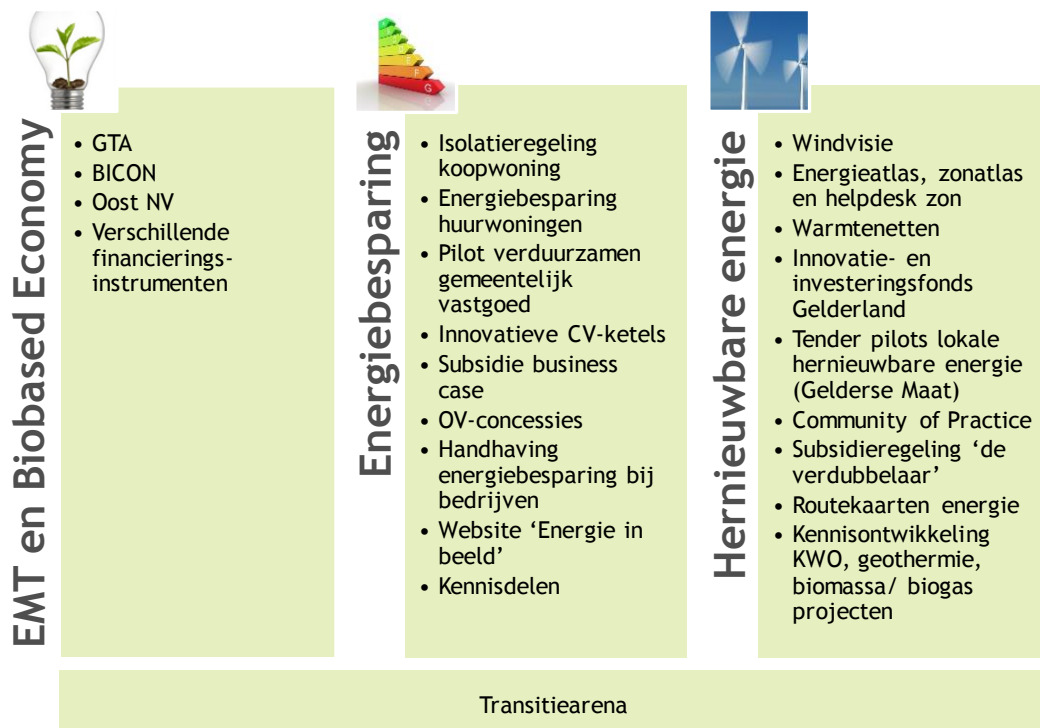 EMT en Biobased Economy
• GTA
• BICON
• Oost NV
• Verschillende
financierings-
instrumenten
Energiebesparing
• Isolatieregeling
koopwoning
• Energiebesparing
huurwoningen
• Pilot verduurzamen
gemeentelijk
vastgoed
• Innovatieve CV-ketels
• Subsidie business
case
• OV-concessies
• Handhaving
energiebesparing bij
bedrijven
• Website ‘Energie in
beeld’
• Kennisdelen
Hernieuwbare energie
• Windvisie
• Energieatlas, zonatlas
en helpdesk zon
• Warmtenetten
• Innovatie- en
investeringsfonds
Gelderland
• Tender pilots lokale
hernieuwbare energie
(Gelderse Maat)
• Community of Practice
• Subsidieregeling ‘de
verdubbelaar’
• Routekaarten energie
• Kennisontwikkeling
KWO, geothermie,
biomassa/ biogas
projecten
Transitiearena
E
F
G